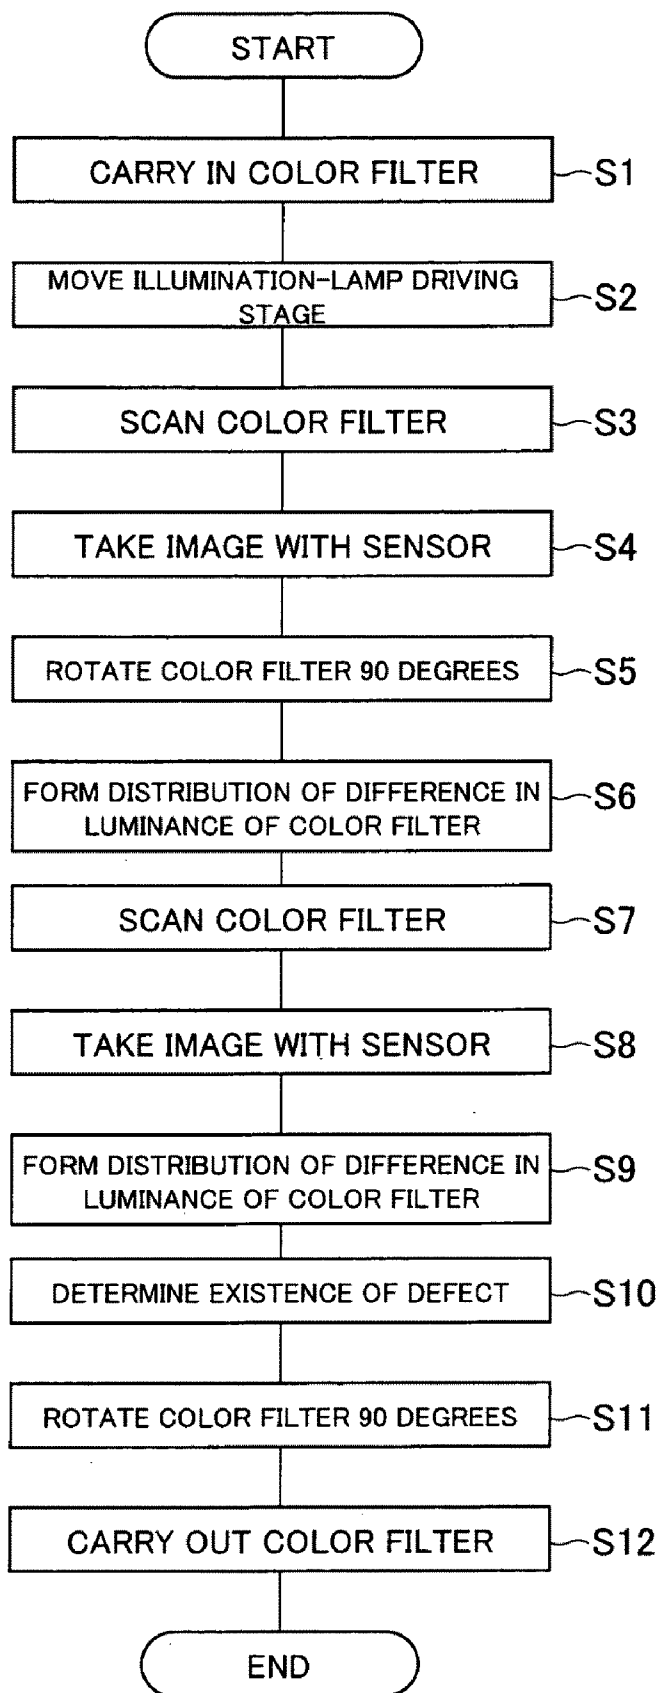 START
CARRY IN COLOR FILTER S1
MOVE ILLUMINATION-LAMP DRIVING
STAGE S2
SCAN COLOR FILTER S3
TAKE IMAGE WITH SENSOR S4
ROTATE COLOR FILTER 90 DEGREES S5
FORM DISTRIBUTION OF DIFFERENCE IN
LUMINANCE OF COLOR FILTER S6
SCAN COLOR FILTER S7
TAKE IMAGE WITH SENSOR S8
FORM DISTRIBUTION OF DIFFERENCE IN
LUMINANCE OF COLOR FILTER S9
DETERMINE EXISTENCE OF DEFECT S10
ROTATE COLOR FILTER 90 DEGREES S11
CARRY OUT COLOR FILTER S12
END